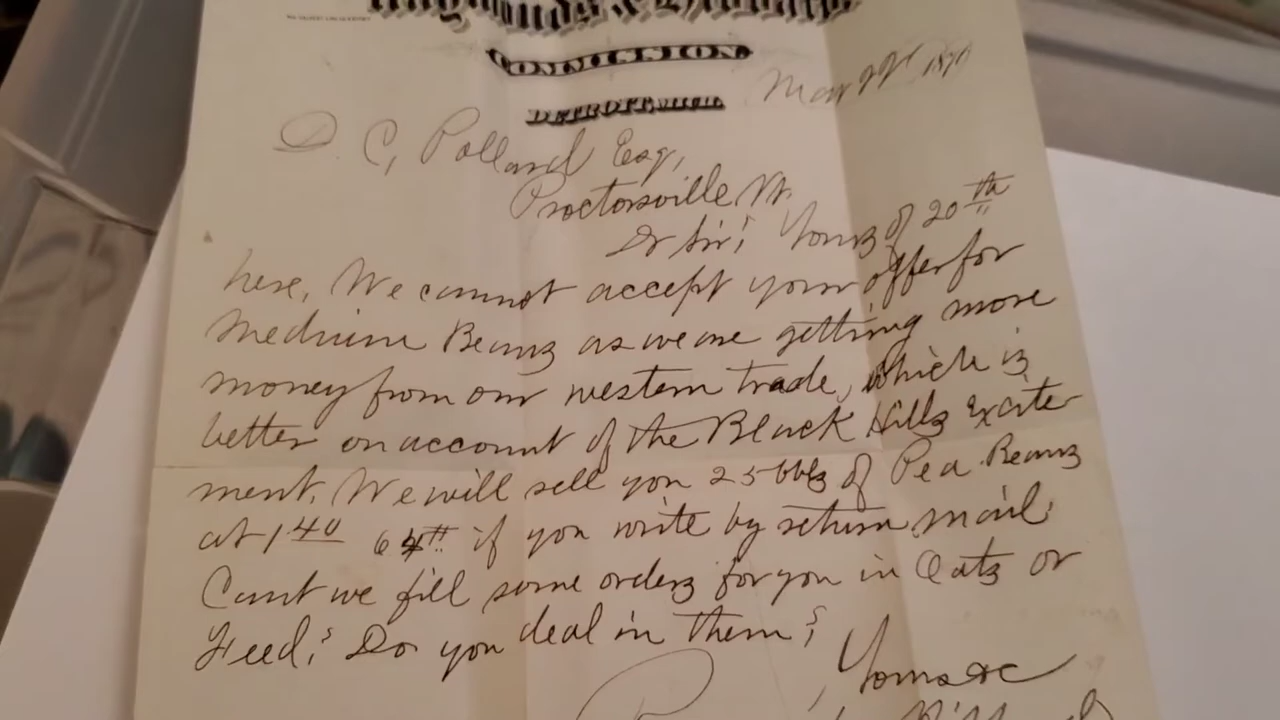 COMMISSION.
DETROIT, MICH.
Mar 22d 187
D. C, Pollard Esq,
Proctorsville Vt.
Dr Sir; Yours of 20th
here, We cannot accept your offer for
Medium Beans as we are getting more
money from our western trade, which is
better on account of the Black Hills Excite
ment. We will sell you 25 bbls of Pea Beans
at 1 40 if you write by return mail.
Cant we fill some orders for you in Oats or
Feed? Do you deal in them?
Yours &c